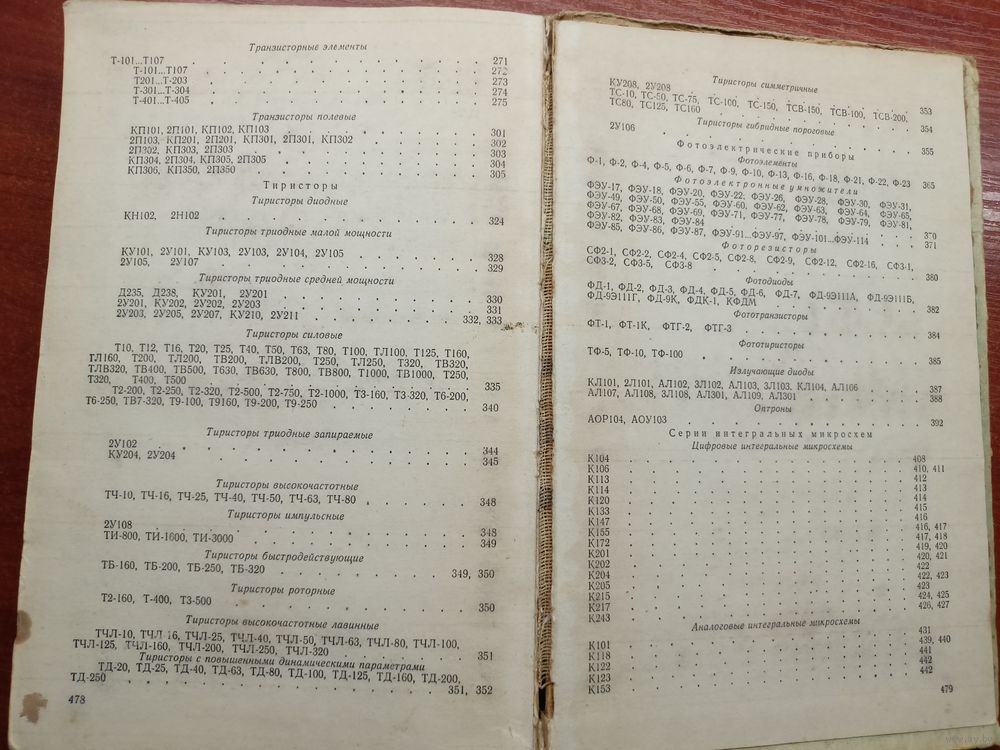 Транзисторные элементы
Т-101...Т107 271
Т-101...Т107 272
Т201...Т-203 273
Т-301...Т-304 274
Т-401...Т-405 275
Транзисторы полевые
КП101, 2П101, КП102, КП103 301
2П103, КП201, 2П201, КП301, 2П301, КП302 302
2П302, КП303, 2П303 303
КП304, 2П304, КП305, 2П305 304
КП306, КП350, 2П350 305
Тиристоры
Тиристоры диодные
КН102, 2Н102 324
Тиристоры триодные малой мощности
КУ101, 2У101, КУ103, 2У103, 2У104, 2У105 328
2У105, 2У107 329
Тиристоры триодные средней мощности
Д235, Д238, КУ201, 2У201 330
2У201, КУ202, 2У202, 2У203 331
2У203, 2У205, 2У207, КУ210, 2У211 332, 333
Тиристоры силовые
Т10, Т12, Т16, Т20, Т25, Т40, Т50, Т63, Т80, Т100, ТЛ100, Т125, Т160,
ТЛ160, Т200, ТЛ200, ТВ200, ТЛВ200, Т250, ТЛ250, Т320, ТВ320,
ТЛВ320, ТВ400, ТВ500, Т630, ТВ630, Т800, ТВ800, Т1000, ТВ1000, Т250,
Т320, Т400, Т500 335
Т2-200, Т2-250, Т2-320, Т2-500, Т2-750, Т2-1000, Т3-160, Т3-320, Т6-200,
Т6-250, ТВ7-320, Т9-100, Т9160, Т9-200, Т9-250 340
Тиристоры триодные запираемые
2У102 344
КУ204, 2У204 345
Тиристоры высокочастотные
ТЧ-10, ТЧ-16, ТЧ-25, ТЧ-40, ТЧ-50, ТЧ-63, ТЧ-80 348
Тиристоры импульсные
2У108 348
ТИ-800, ТИ-1600, ТИ-3000 349
Тиристоры быстродействующие
ТБ-160, ТБ-200, ТБ-250, ТБ-320 349, 350
Тиристоры роторные
Т2-160, Т-400, Т3-500 350
Тиристоры высокочастотные лавинные
ТЧЛ-10, ТЧЛ-16, ТЧЛ-25, ТЧЛ-40, ТЧЛ-50, ТЧЛ-63, ТЧЛ-80, ТЧЛ-100,
ТЧЛ-125, ТЧЛ-160, ТЧЛ-200, ТЧЛ-250, ТЧЛ-320 351
Тиристоры с повышенными динамическими параметрами
ТД-20, ТД-25, ТД-40, ТД-63, ТД-80, ТД-100, ТД-125, ТД-160, ТД-200,
ТД-250 351, 352
478
Тиристоры симметричные
КУ208, 2У208 353
ТС-10, ТС-50, ТС-75, ТС-100, ТС-150, ТСВ-150, ТСВ-100, ТСВ-200,
ТС80, ТС125, ТС160 354
Тиристоры гибридные пороговые
2У106 355
Фотоэлектрические приборы
Фотоэлементы
Ф-1, Ф-2, Ф-4, Ф-5, Ф-6, Ф-7, Ф-9, Ф-10, Ф-13, Ф-16, Ф-18, Ф-21, Ф-22, Ф-23 365
Фотоэлектронные умножители
ФЭУ-17, ФЭУ-18, ФЭУ-20, ФЭУ-22, ФЭУ-26, ФЭУ-28, ФЭУ-30, ФЭУ-31,
ФЭУ-49, ФЭУ-50, ФЭУ-55, ФЭУ-60, ФЭУ-62, ФЭУ-63, ФЭУ-64, ФЭУ-65,
ФЭУ-67, ФЭУ-68, ФЭУ-69, ФЭУ-71, ФЭУ-77, ФЭУ-78, ФЭУ-79, ФЭУ-81,
ФЭУ-82, ФЭУ-83, ФЭУ-84 370
ФЭУ-85, ФЭУ-86, ФЭУ-87, ФЭУ-91...ФЭУ-97, ФЭУ-101...ФЭУ-114 371
Фоторезисторы
СФ2-1, СФ2-2, СФ2-4, СФ2-5, СФ2-8, СФ2-9, СФ2-12, СФ2-16, СФ3-1,
СФ3-2, СФ3-5, СФ3-8 380
Фотодиоды
ФД-1, ФД-2, ФД-3, ФД-4, ФД-5, ФД-6, ФД-7, ФД-9Э111А, ФД-9Э111Б,
ФД-9Э111Г, ФД-9К, ФДК-1, КФДМ 382
Фототранзисторы
ФТ-1, ФТ-1К, ФТГ-2, ФТГ-3 384
Фототиристоры
ТФ-5, ТФ-10, ТФ-100 385
Излучающие диоды
КЛ101, 2Л101, АЛ102, 3Л102, АЛ103, 3Л103, КЛ104, АЛ106 387
АЛ107, АЛ108, 3Л108, АЛ301, АЛ109, АЛ301 388
Оптроны
АОР104, АОУ103 392
Серии интегральных микросхем
Цифровые интегральные микросхемы
К104 408
К106 410, 411
К113 412
К114 413
К120 414
К133 415
К147 416
К155 416, 417
К172 417, 418
К201 419, 420
К202 420, 421
К204 422
К205 422, 423
К215 423
К217 424, 425
К243 426, 427
Аналоговые интегральные микросхемы
К101 431
К118 439, 440
К122 441
К123 442
К153 442
479